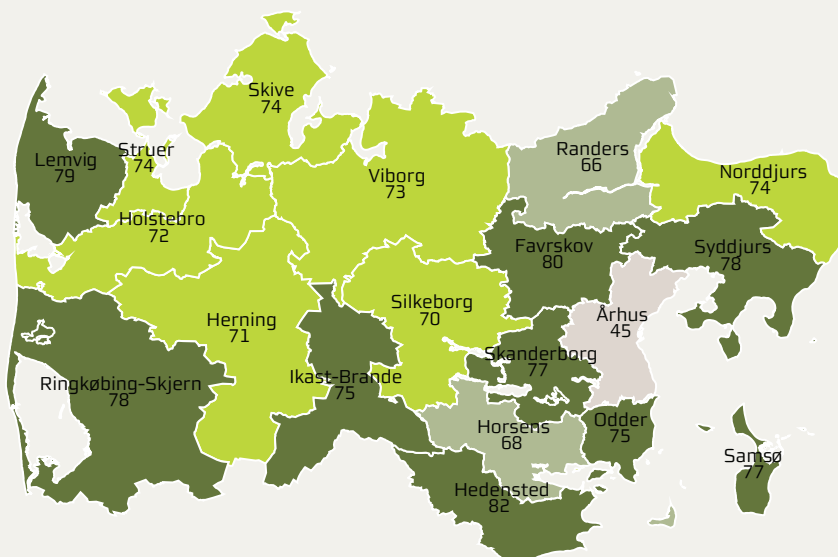 Skive
74
Struer
74
Lemvig
79
Viborg
73
Randers
66
Norddjurs
74
Holstebro
72
Favrskov
80
Syddjurs
78
Silkeborg
70
Herning
71
Århus
45
Skanderborg
77
Ringkøbing-Skjern
78
Ikast-Brande
75
Horsens
68
Odder
75
Samsø
77
Hedensted
82